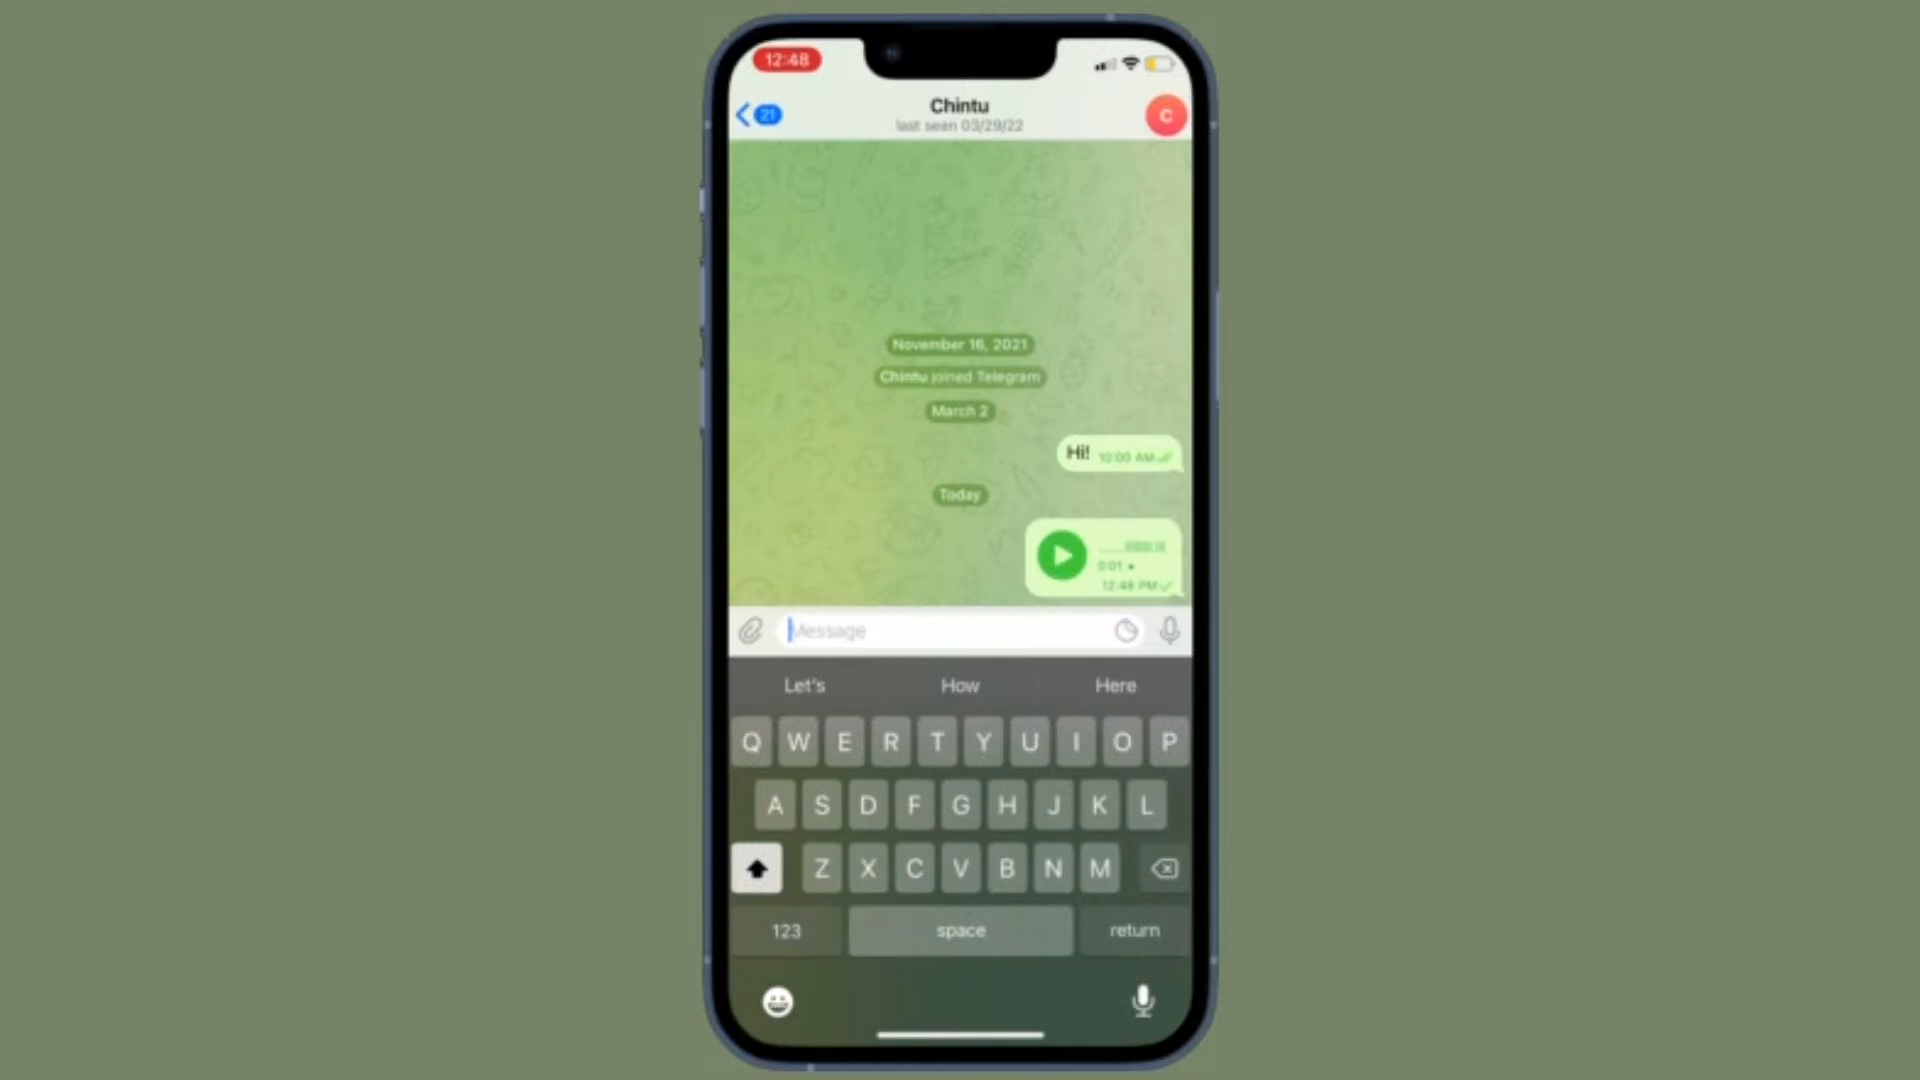 12:48
21
Chintu
last seen 03/29/22
C
November 16, 2021
Chintu joined Telegram
March 2
Hi! 10:00 AM
Today
0:01
12:48 PM
Message
Let's How Here
Q W E R T Y U I O P
A S D F G H J K L
Z X C V B N M
123 space return